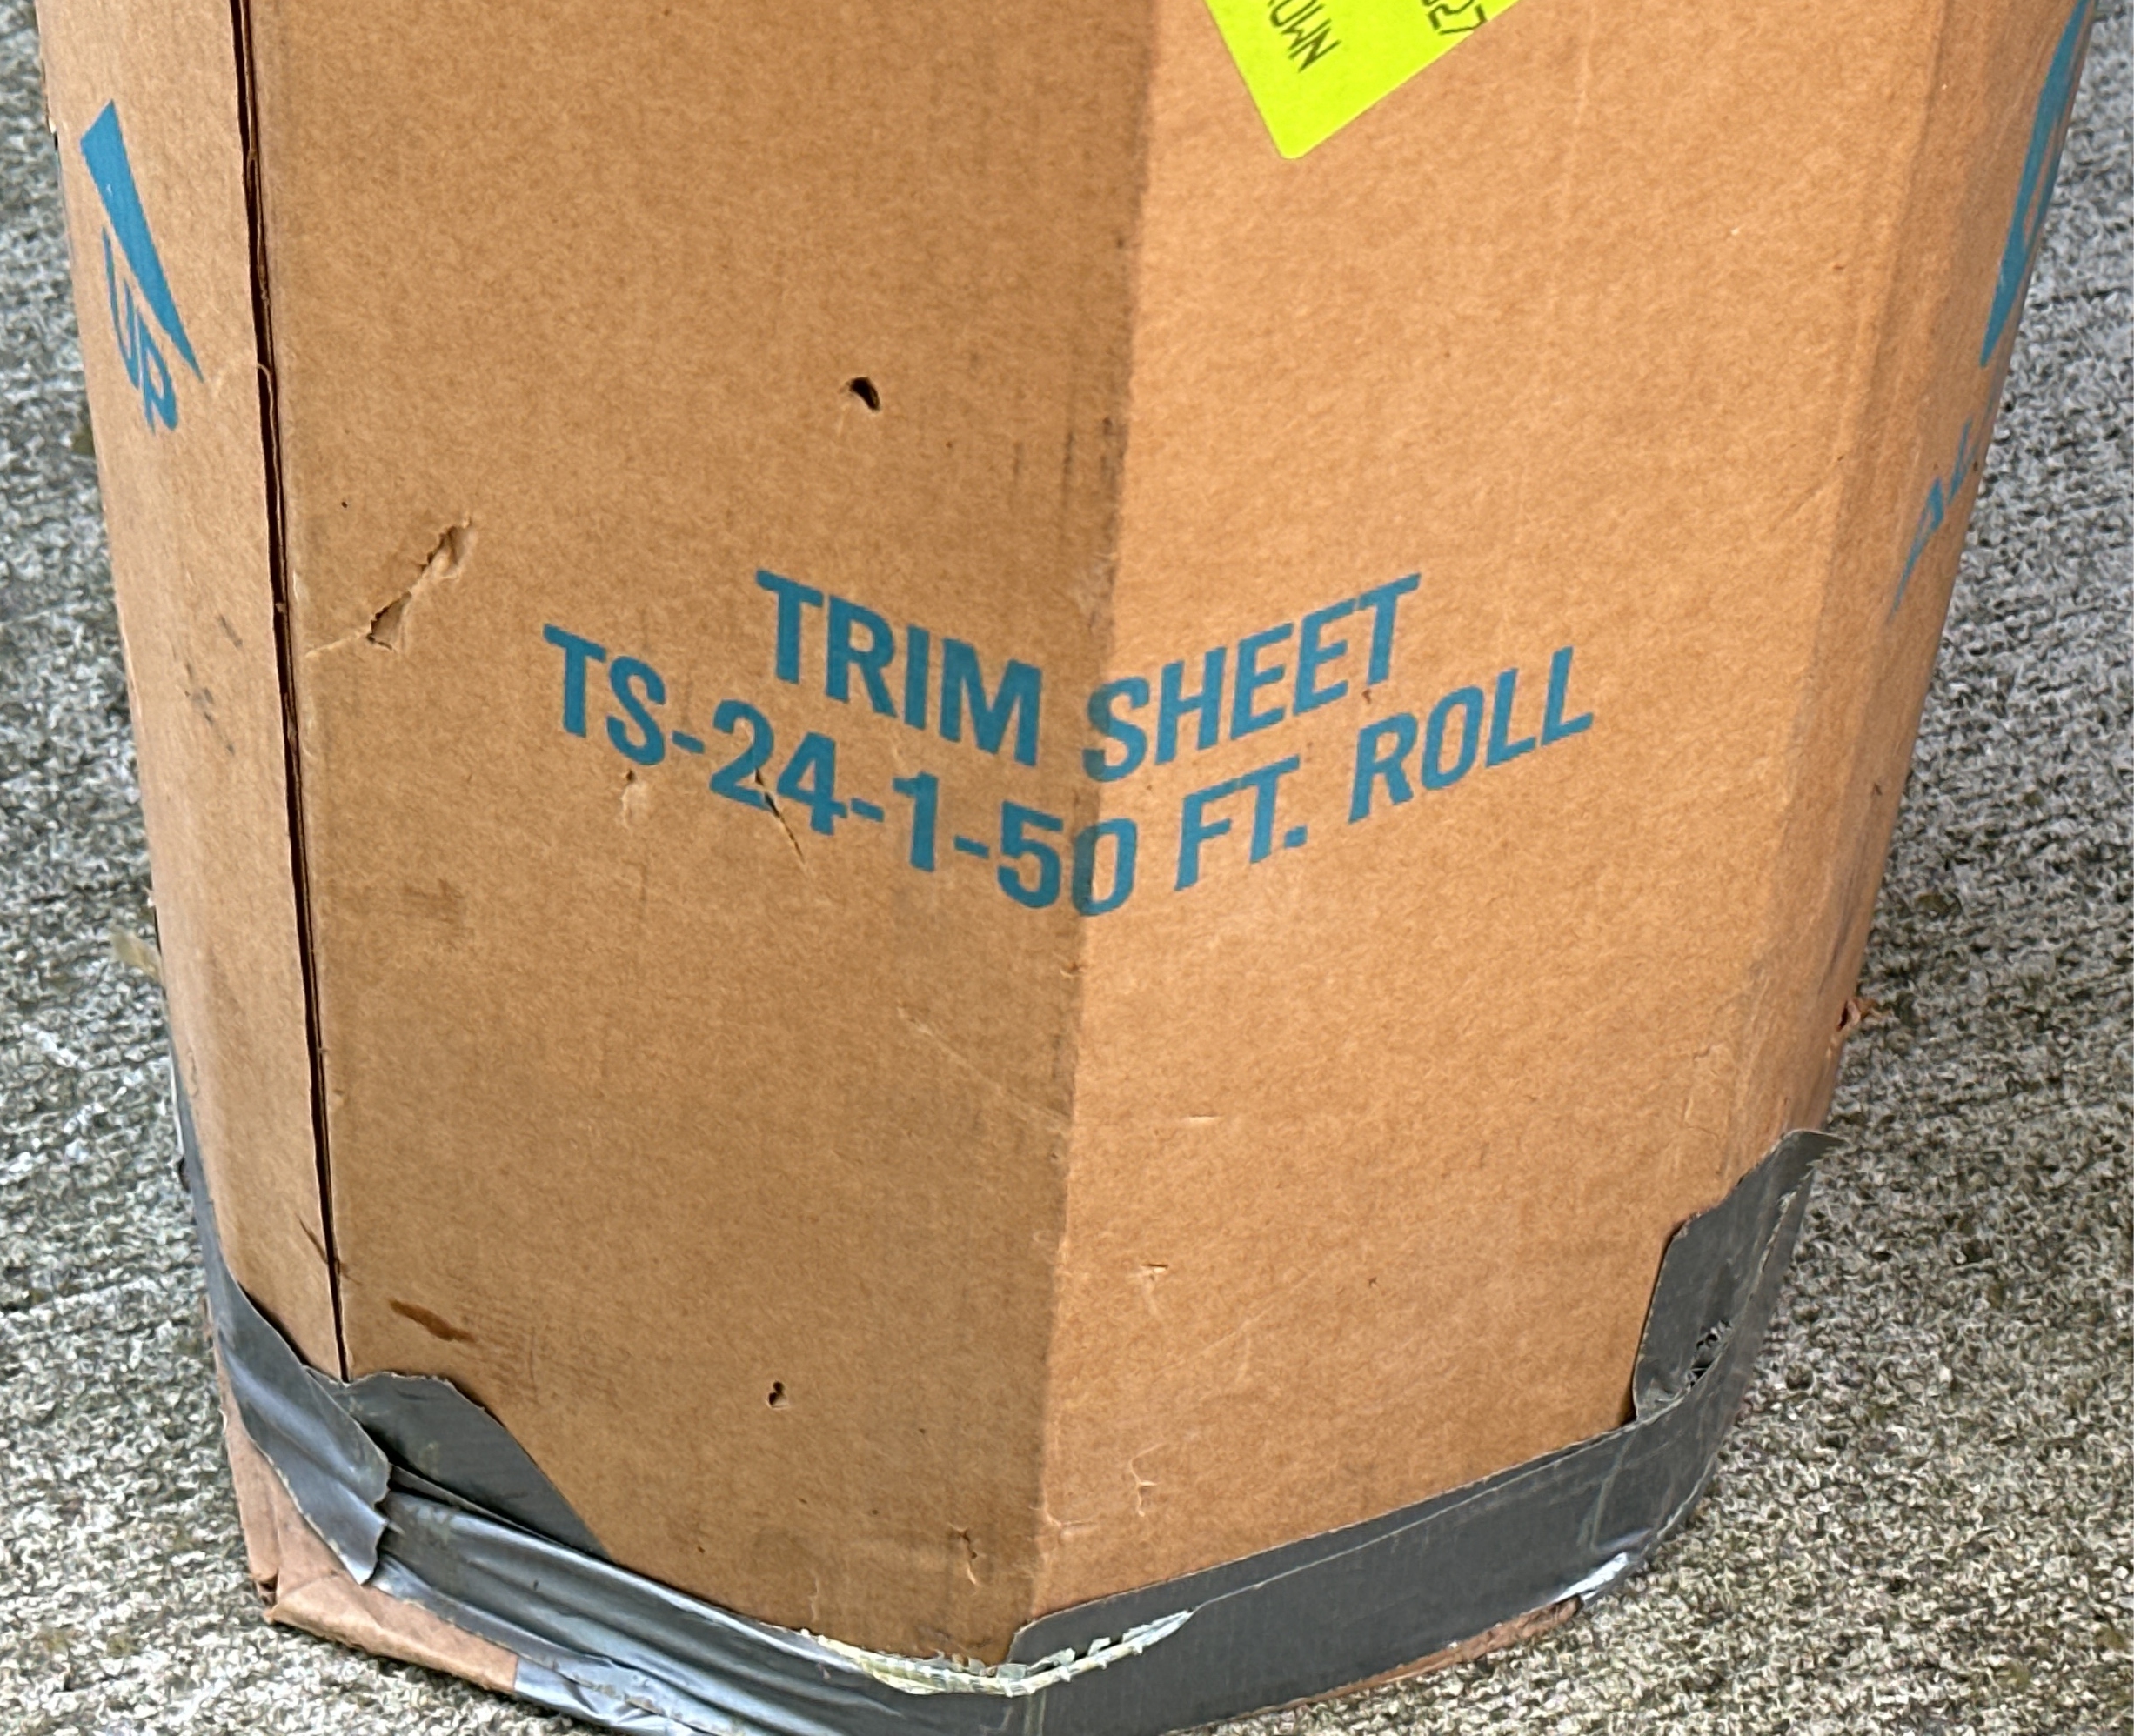 UP
TRIM SHEET
TS-24-1-50 FT. ROLL